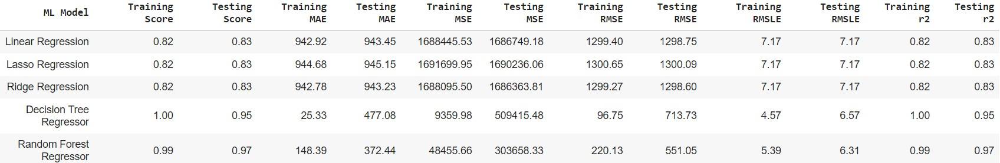 ML Model Training Score Testing Score Training MAE Testing MAE Training MSE Testing MSE Training RMSE Testing RMSE Training RMSLE Testing RMSLE Training r2 Testing r2
Linear Regression 0.82 0.83 942.92 943.45 1688445.53 1686749.18 1299.40 1298.75 7.17 7.17 0.82 0.83
Lasso Regression 0.82 0.83 944.68 945.15 1691699.95 1690236.06 1300.65 1300.09 7.17 7.17 0.82 0.83
Ridge Regression 0.82 0.83 942.78 943.23 1688095.50 1686363.81 1299.27 1298.60 7.17 7.17 0.82 0.83
Decision Tree Regressor 1.00 0.95 25.33 477.08 9359.98 509415.48 96.75 713.73 4.57 6.57 1.00 0.95
Random Forest Regressor 0.99 0.97 148.39 372.44 48455.66 303658.33 220.13 551.05 5.39 6.31 0.99 0.97